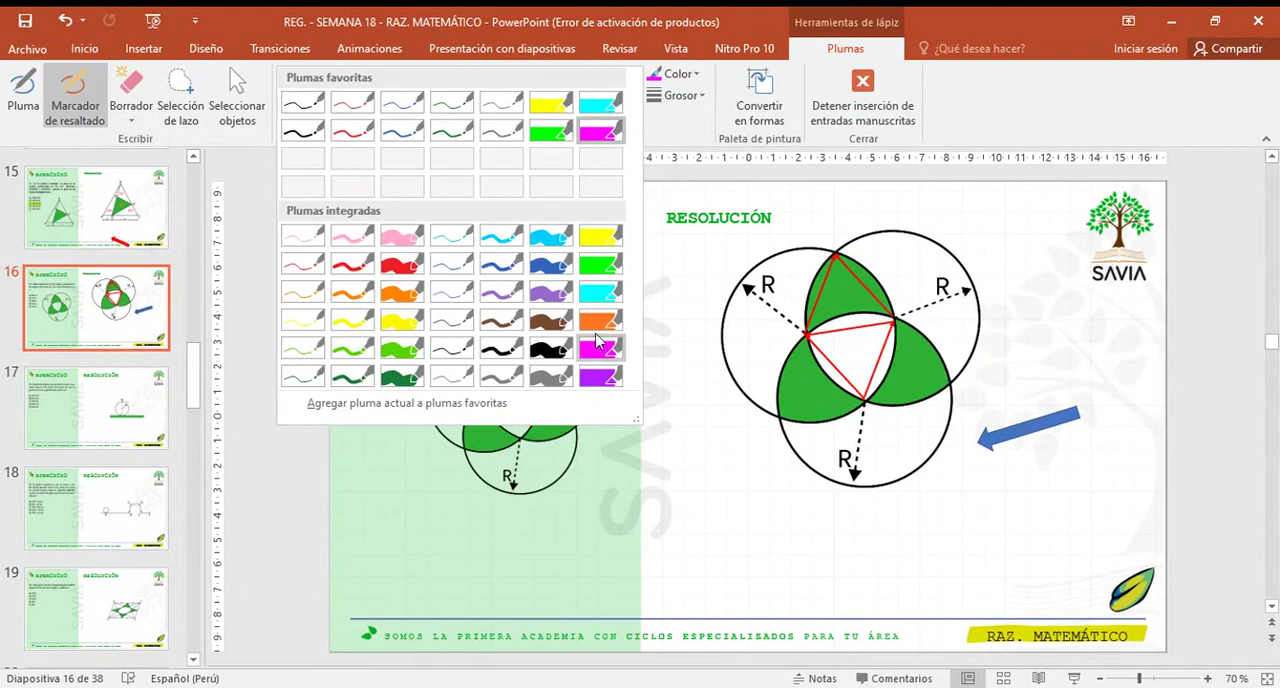 REG. - SEMANA 18 - RAZ. MATEMÁTICO - PowerPoint (Error de activación de productos)
Herramientas de lápiz
Archivo
Inicio
Insertar
Diseño
Transiciones
Animaciones
Presentación con diapositivas
Revisar
Vista
Nitro Pro 10
Plumas
¿Qué desea hacer?
Iniciar sesión
Compartir
Pluma
Marcador de resaltado
Borrador
Selección de lazo
Seleccionar objetos
Escribir
Plumas favoritas
Plumas integradas
Agregar pluma actual a plumas favoritas
Color
Grosor
Convertir en formas
Paleta de pintura
Detener inserción de entradas manuscritas
Cerrar
15
16
17
18
19
RESOLUCIÓN
SAVIA
R
R
R
R
SAVIA
SOMOS LA PRIMERA ACADEMIA CON CICLOS ESPECIALIZADOS PARA TU ÁREA
RAZ. MATEMÁTICO
Diapositiva 16 de 38
Español (Perú)
Notas
Comentarios
70 %